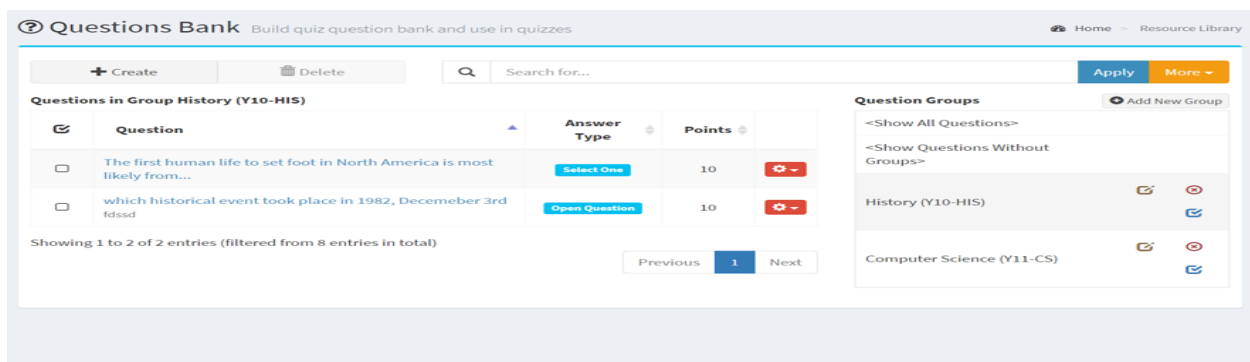 Questions Bank Build quiz question bank and use in quizzes
Home > Resource Library
Create
Delete
Search for...
Apply
More
Questions in Group History (Y10-HIS)
Question
Answer
Type
Points
The first human life to set foot in North America is most
likely from...
Select One
10
which historical event took place in 1982, Decemeber 3rd
fdssd
Open Question
10
Showing 1 to 2 of 2 entries (filtered from 8 entries in total)
Previous 1 Next
Question Groups
Add New Group
<Show All Questions>
<Show Questions Without
Groups>
History (Y10-HIS)
Computer Science (Y11-CS)